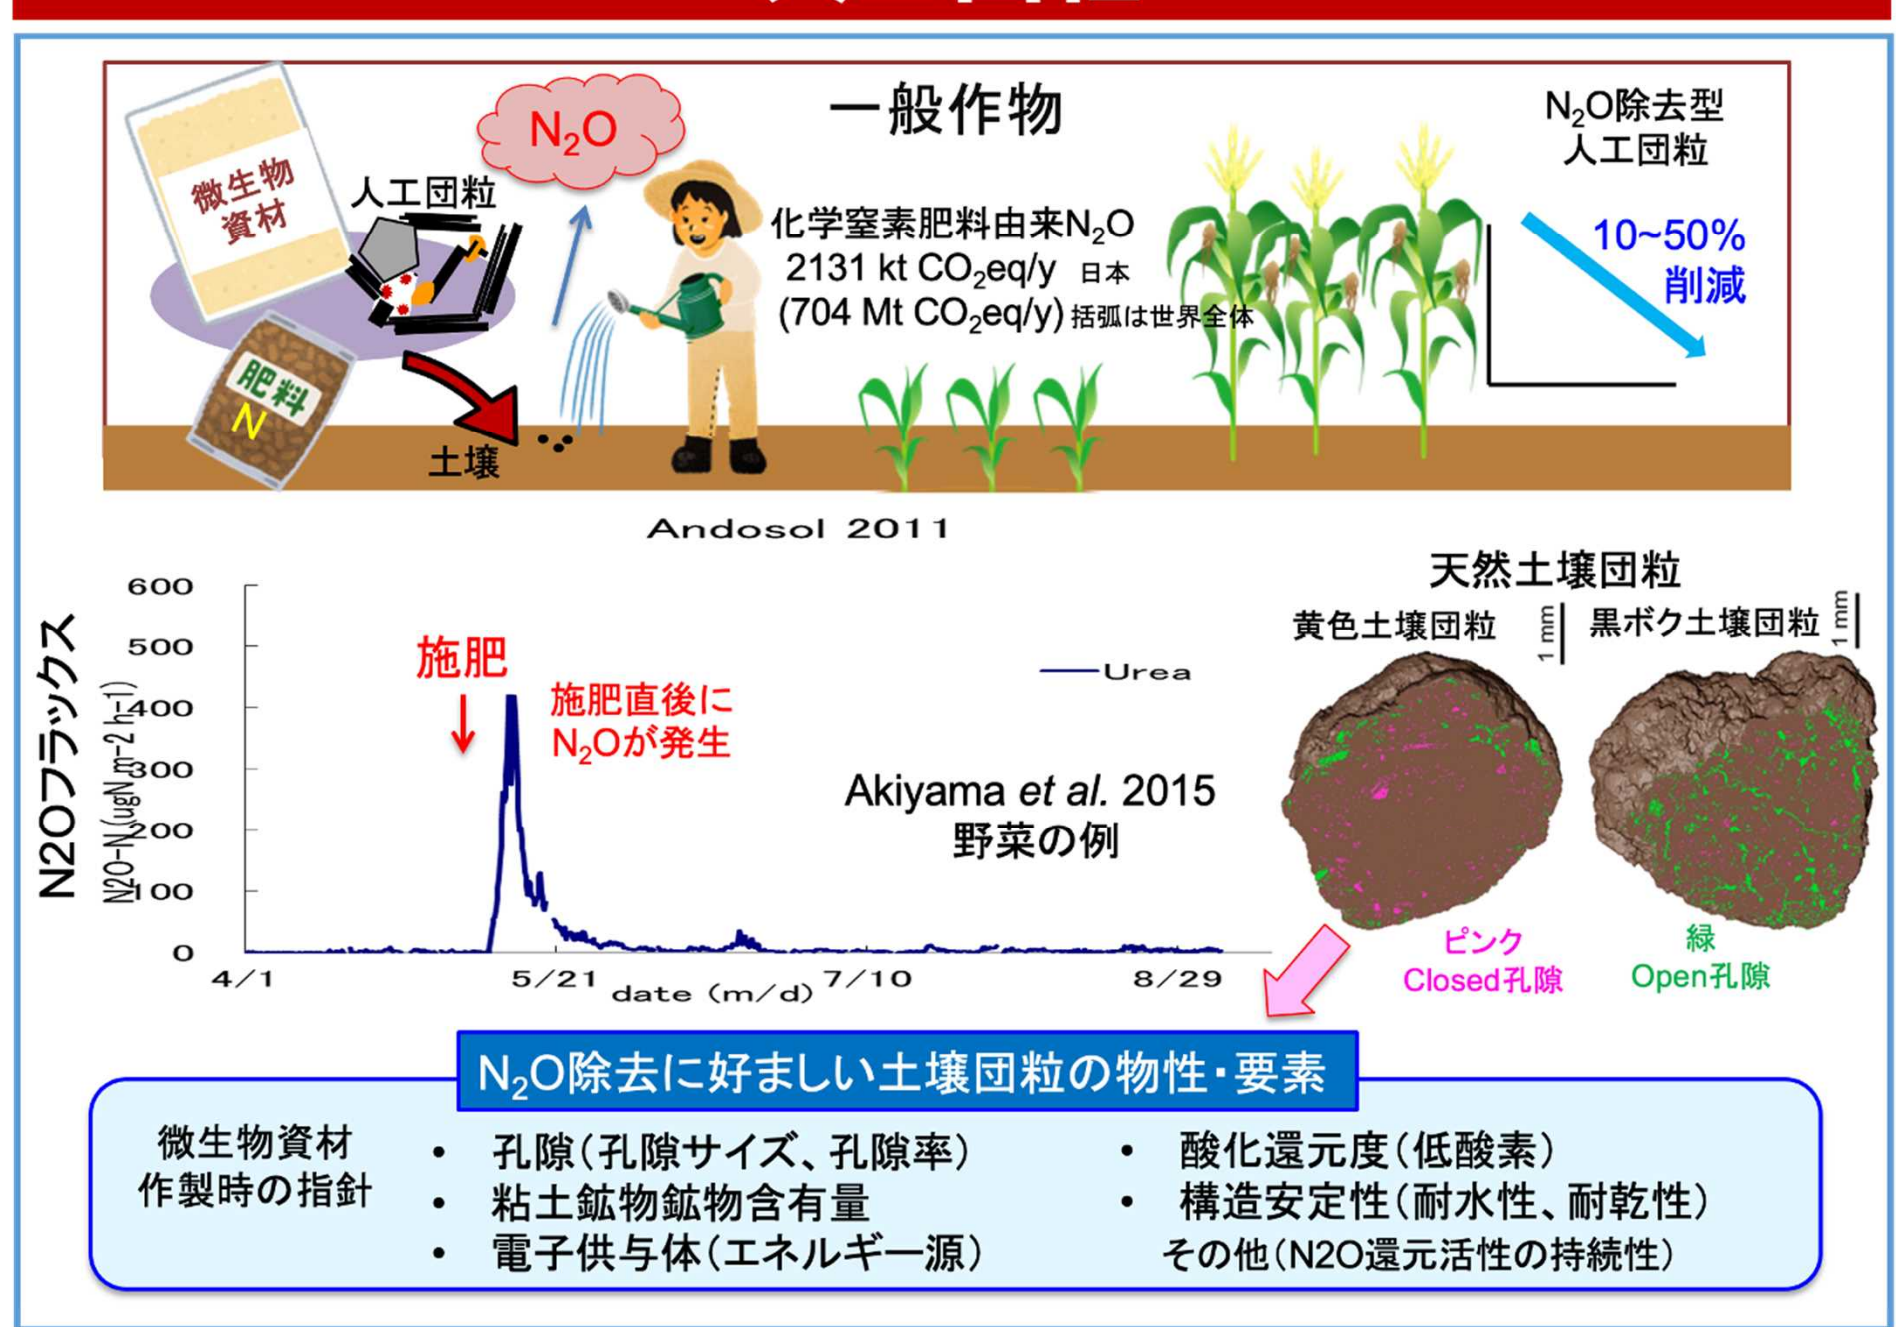 微生物
資材
人工団粒
N₂O
肥料
N
土壌
一般作物
化学窒素肥料由来N₂O
2131 kt CO₂eq/y 日本
(704 Mt CO₂eq/y) 括弧は世界全体
N₂O除去型
人工団粒
10~50%
削減
Andosol 2011
N2Oフラックス
N2O-N (ugN m-2 h-1)
600
500
400
300
200
100
0
4/1
5/21
7/10
8/29
date (m/d)
施肥
施肥直後に
N₂Oが発生
Urea
Akiyama et al. 2015
野菜の例
天然土壌団粒
黄色土壌団粒
1 mm
黒ボク土壌団粒
1 mm
ピンク
Closed孔隙
緑
Open孔隙
N₂O除去に好ましい土壌団粒の物性・要素
微生物資材
作製時の指針
• 孔隙(孔隙サイズ、孔隙率)
• 粘土鉱物鉱物含有量
• 電子供与体(エネルギー源)
• 酸化還元度(低酸素)
• 構造安定性(耐水性、耐乾性)
その他(N2O還元活性の持続性)